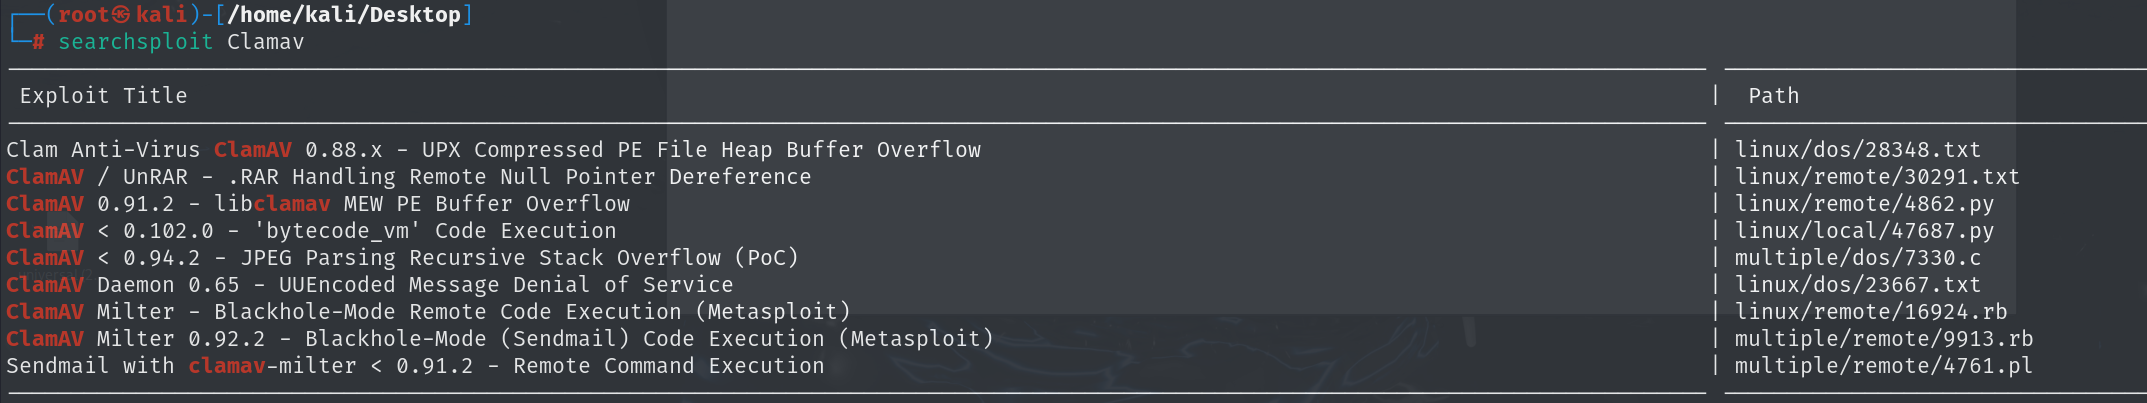 ┌──(root㉿kali)-[/home/kali/Desktop]
└─# searchsploit Clamav
Exploit Title | Path
Clam Anti-Virus ClamAV 0.88.x - UPX Compressed PE File Heap Buffer Overflow | linux/dos/28348.txt
ClamAV / UnRAR - .RAR Handling Remote Null Pointer Dereference | linux/remote/30291.txt
ClamAV 0.91.2 - libclamav MEW PE Buffer Overflow | linux/remote/4862.py
ClamAV < 0.102.0 - 'bytecode_vm' Code Execution | linux/local/47687.py
ClamAV < 0.94.2 - JPEG Parsing Recursive Stack Overflow (PoC) | multiple/dos/7330.c
ClamAV Daemon 0.65 - UUEncoded Message Denial of Service | linux/dos/23667.txt
ClamAV Milter - Blackhole-Mode Remote Code Execution (Metasploit) | linux/remote/16924.rb
ClamAV Milter 0.92.2 - Blackhole-Mode (Sendmail) Code Execution (Metasploit) | multiple/remote/9913.rb
Sendmail with clamav-milter < 0.91.2 - Remote Command Execution | multiple/remote/4761.pl